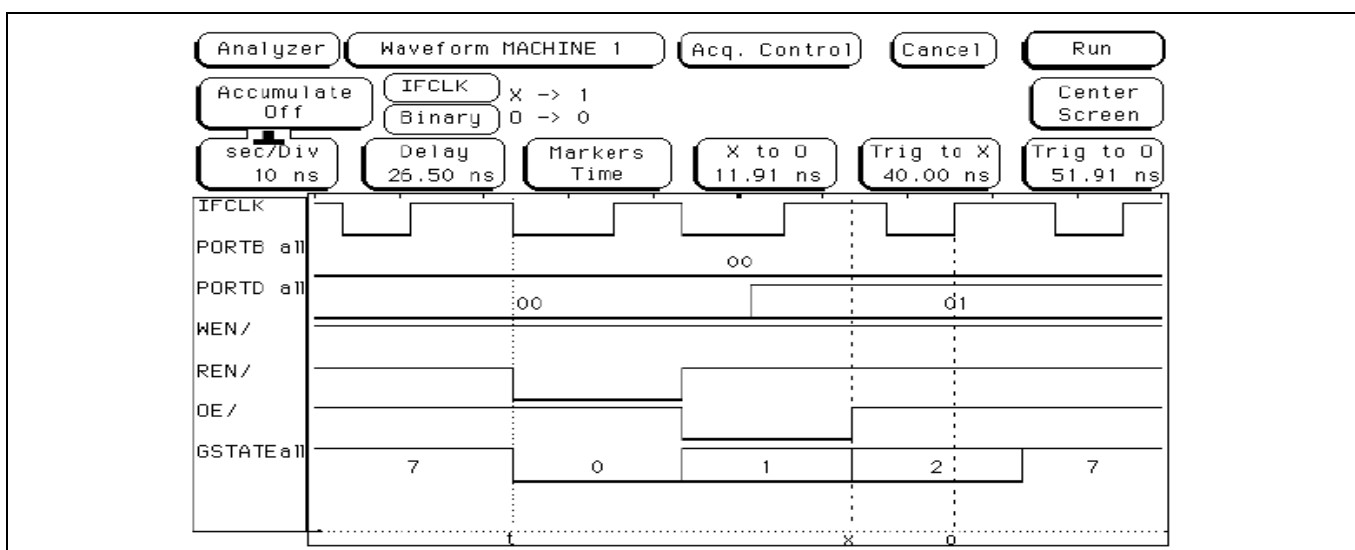 Analyzer Waveform MACHINE 1 Acq. Control Cancel Run
Accumulate Off IFCLK X -> 1 Center Screen
Binary O -> 0
sec/Div Delay Markers X to O Trig to X Trig to O
10 ns 26.50 ns Time 11.91 ns 40.00 ns 51.91 ns
IFCLK
PORTB all 00
PORTD all 00 01
WEN/
REN/
OE/
GSTATEall 7 0 1 2 7
t x o